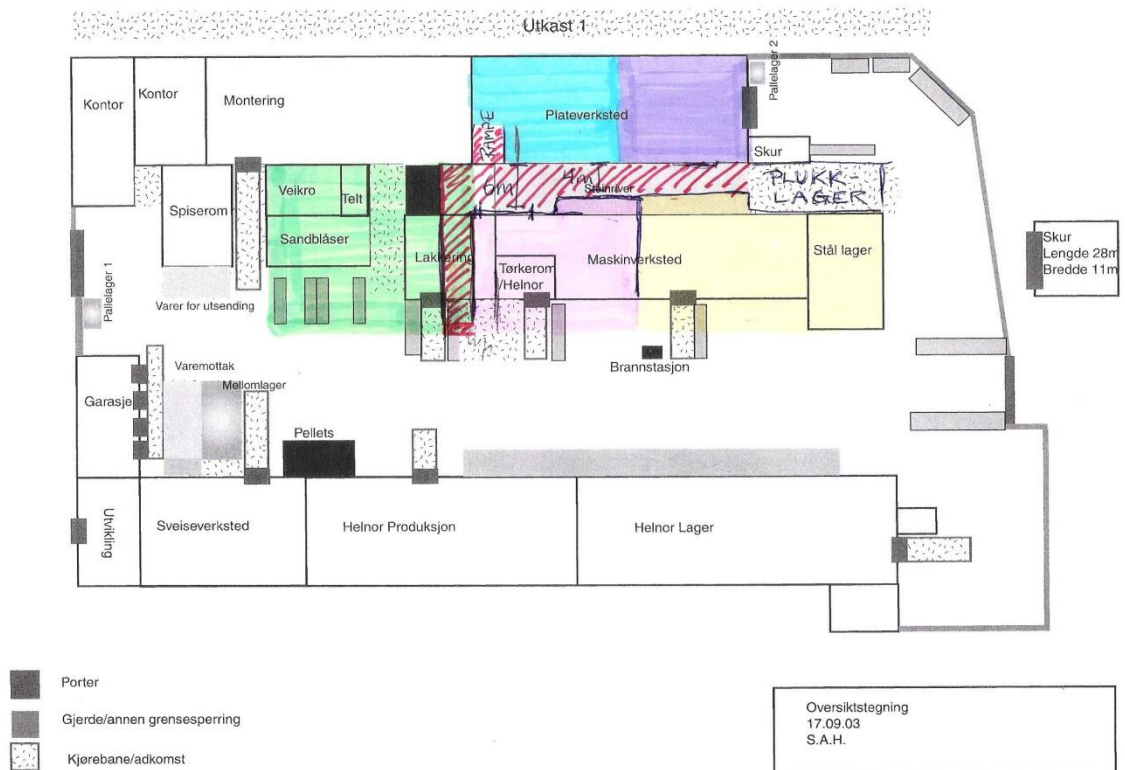 Utkast 1
Pallelager 2
Kontor
Kontor
Montering
Plateverksted
RAMPE
Skur
Veikro
Telt
6m
4m
Steinriver
PLUKK-
LAGER
Spiserom
Sandblåser
Lakkering
Maskinverksted
Stål lager
Tørkerom
/Helnor
Skur
Lengde 28m
Bredde 11m
Pallelager 1
Varer for utsending
Brannstasjon
Varemottak
Mellomlager
Garasje
Pellets
Utvikling
Sveiseverksted
Helnor Produksjon
Helnor Lager
Porter
Gjerde/annen grensesperring
Kjørebane/adkomst
Oversiktstegning
17.09.03
S.A.H.